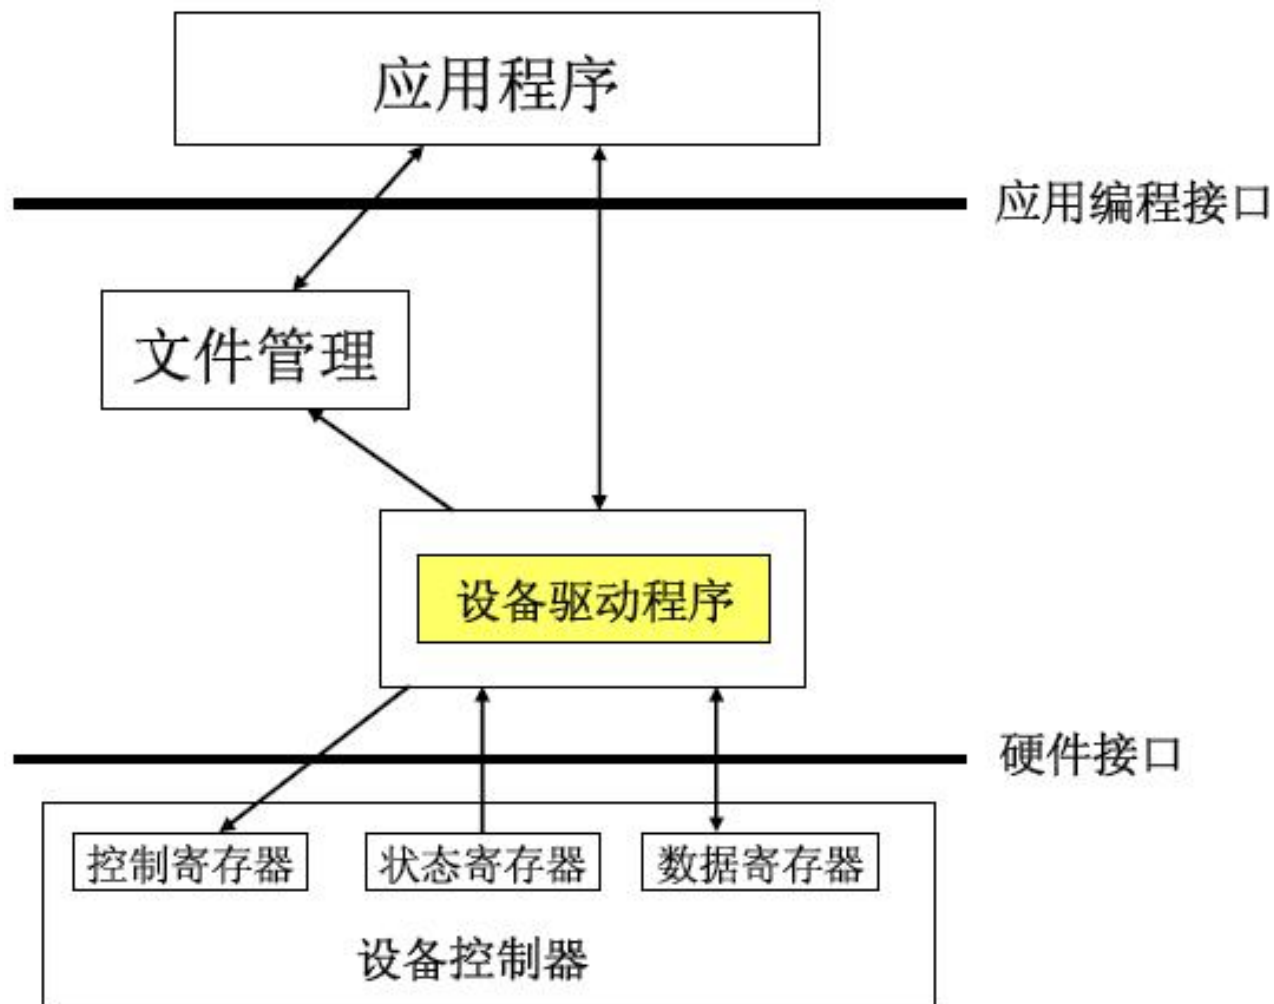 应用程序
应用编程接口
文件管理
设备驱动程序
硬件接口
控制寄存器
状态寄存器
数据寄存器
设备控制器